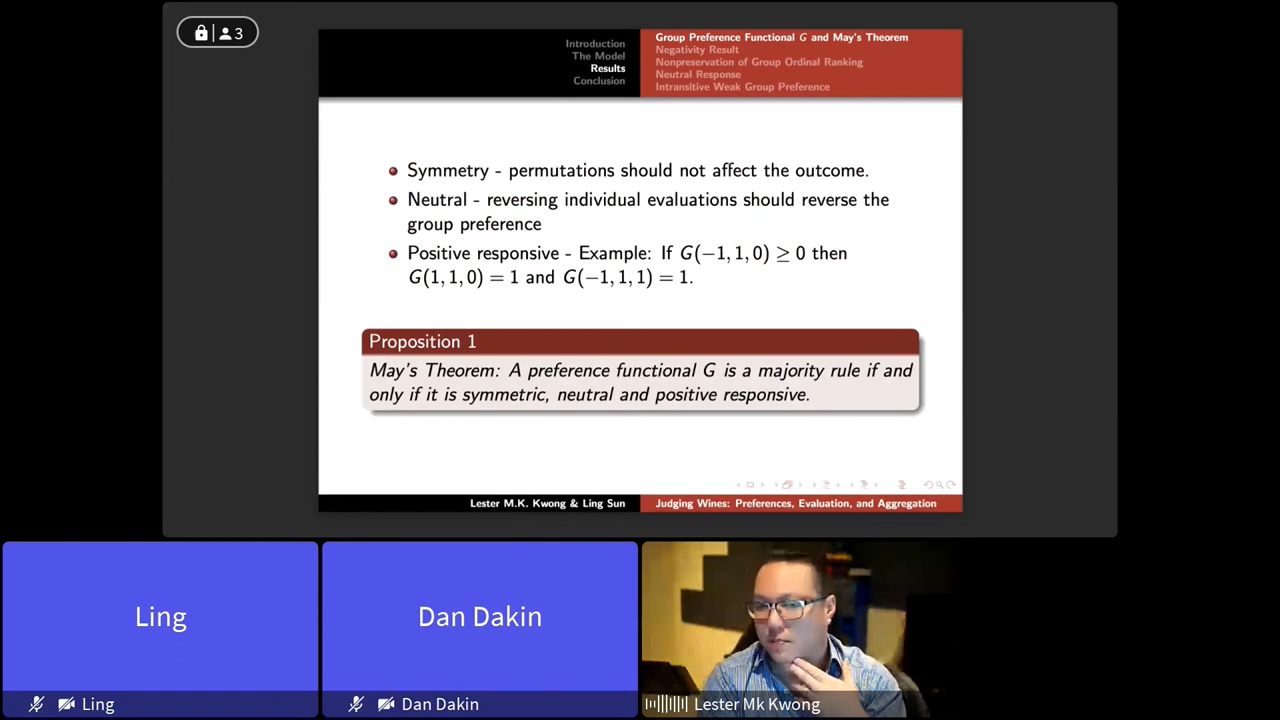 3
Introduction
The Model
Results
Conclusion
Group Preference Functional G and May's Theorem
Negativity Result
Nonpreservation of Group Ordinal Ranking
Neutral Response
Intransitive Weak Group Preference
Symmetry - permutations should not affect the outcome.
Neutral - reversing individual evaluations should reverse the
group preference
Positive responsive - Example: If G(−1, 1, 0) ≥ 0 then
G(1, 1, 0) = 1 and G(−1, 1, 1) = 1.
Proposition 1
May's Theorem: A preference functional G is a majority rule if and
only if it is symmetric, neutral and positive responsive.
Lester M.K. Kwong & Ling Sun
Judging Wines: Preferences, Evaluation, and Aggregation
Ling
Dan Dakin
Ling
Dan Dakin
Lester Mk Kwong